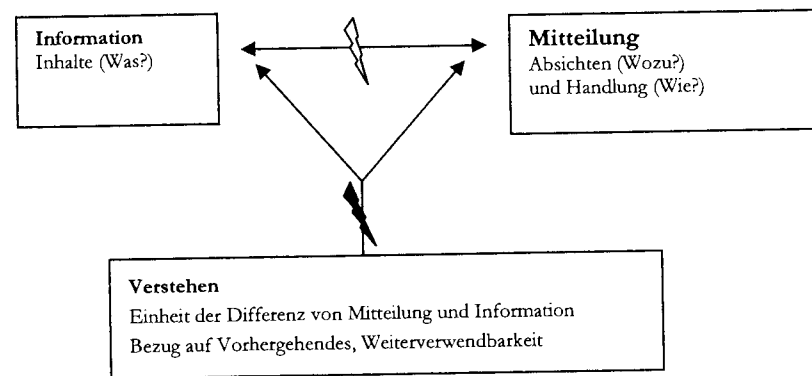 Information
Inhalte (Was?)
Mitteilung
Absichten (Wozu?)
und Handlung (Wie?)
Verstehen
Einheit der Differenz von Mitteilung und Information
Bezug auf Vorhergehendes, Weiterverwendbarkeit